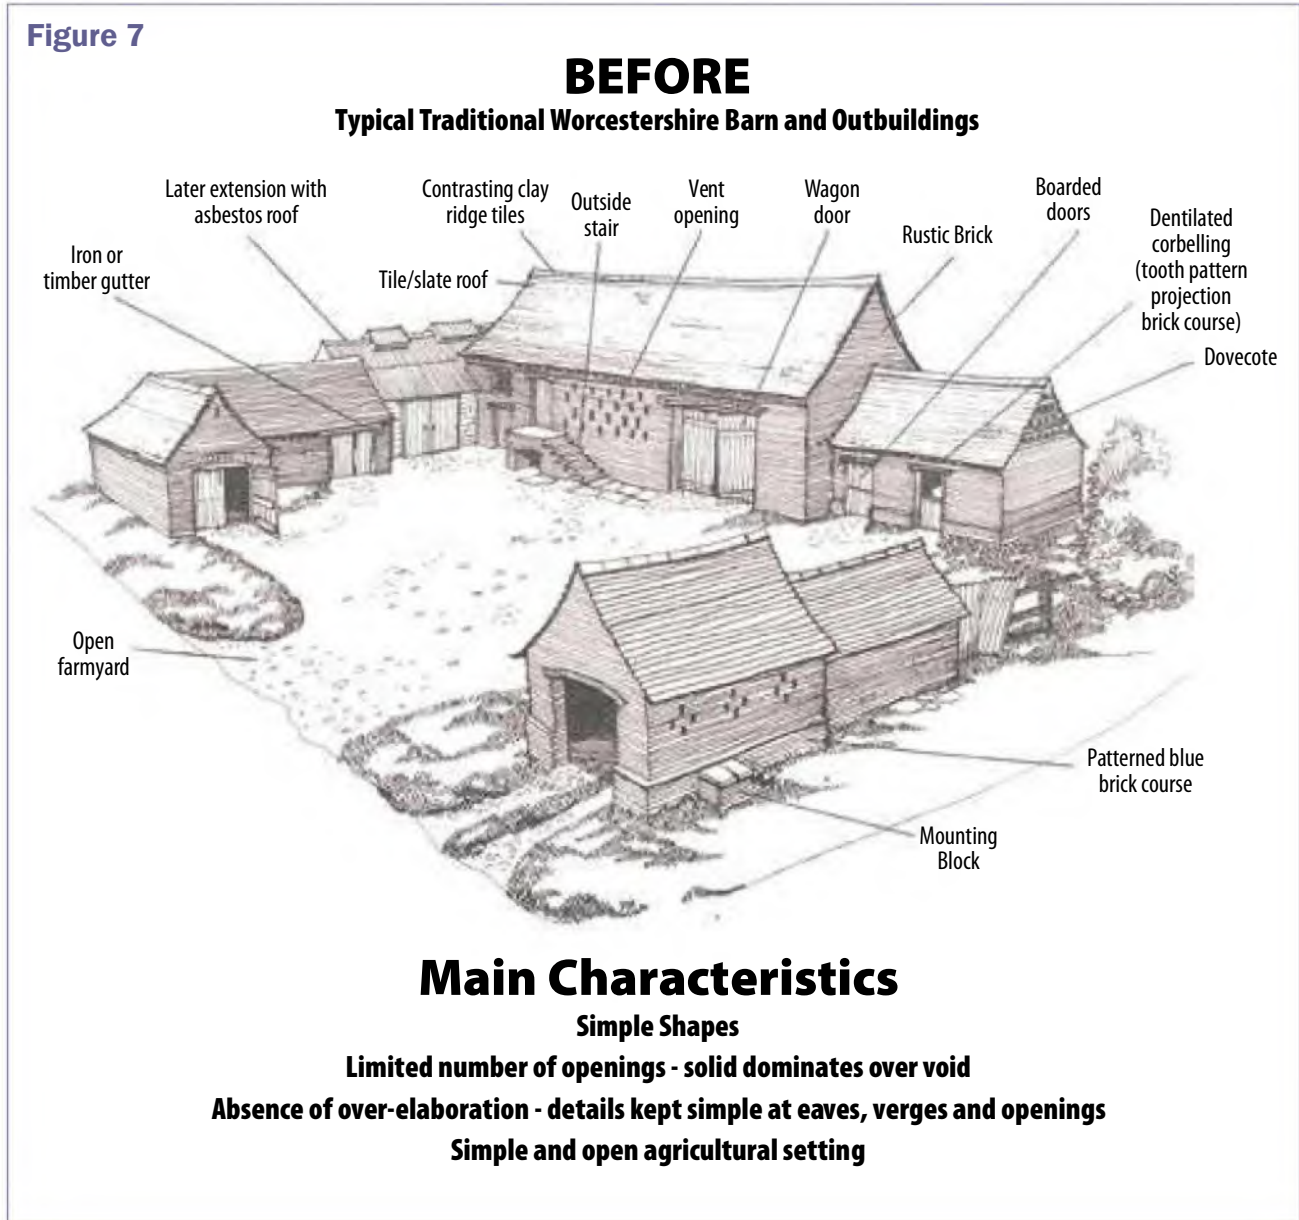 Figure 7
BEFORE
Typical Traditional Worcestershire Barn and Outbuildings
Later extension with
asbestos roof
Contrasting clay
ridge tiles
Outside
stair
Vent
opening
Wagon
door
Boarded
doors
Dentilated
corbelling
(tooth pattern
projection
brick course)
Rustic Brick
Iron or
timber gutter
Tile/slate roof
Dovecote
Open
farmyard
Patterned blue
brick course
Mounting
Block
Main Characteristics
Simple Shapes
Limited number of openings - solid dominates over void
Absence of over-elaboration - details kept simple at eaves, verges and openings
Simple and open agricultural setting